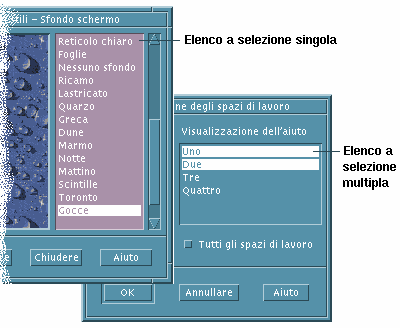 tili – Sfondo schermo
Reticolo chiaro
Foglie
Nessuno sfondo
Ricamo
Lastricato
Quarzo
Greca
Dune
Marmo
Notte
Mattino
Scintille
Toronto
Gocce
Chiudere
Aiuto
Elenco a selezione singola
ne degli spazi di lavoro
Visualizzazione dell'aiuto
Uno
Due
Tre
Quattro
Tutti gli spazi di lavoro
OK
Annullare
Aiuto
Elenco a
selezione
multipla